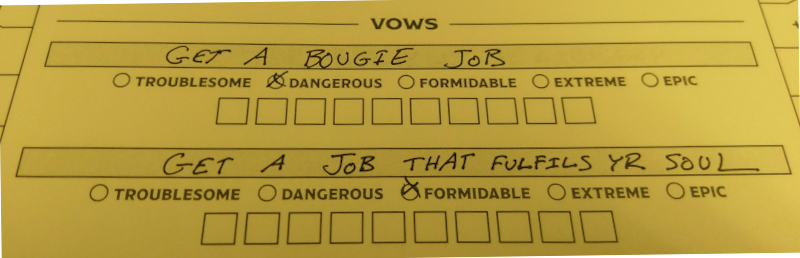 VOWS
GET A BOUGIE JOB
TROUBLESOME DANGEROUS FORMIDABLE EXTREME EPIC
GET A JOB THAT FULFILS YR SOUL
TROUBLESOME DANGEROUS FORMIDABLE EXTREME EPIC